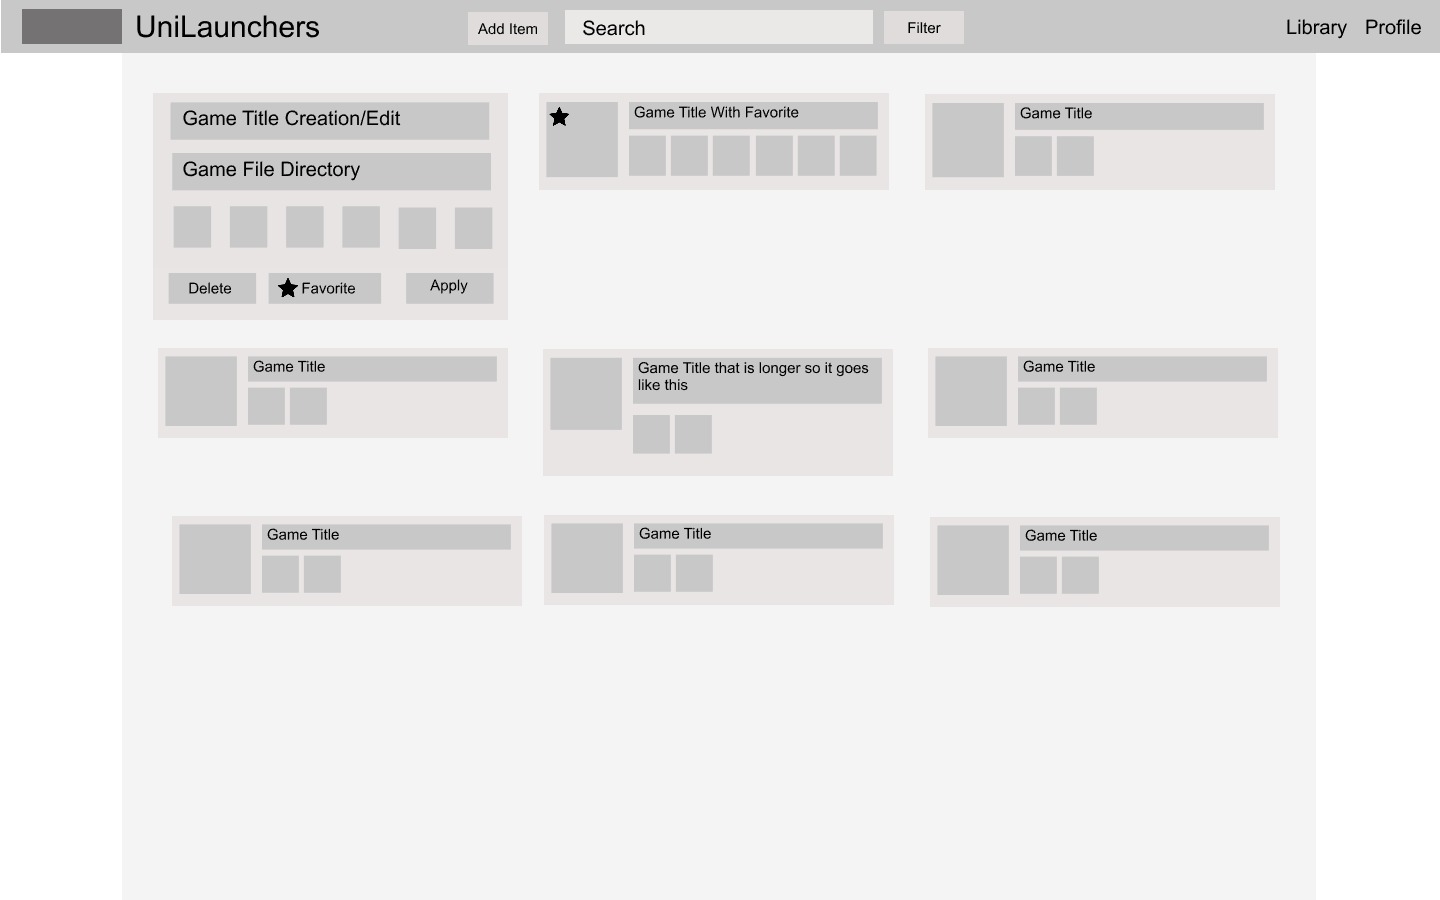 UniLaunchers
Add Item
Search
Filter
Library
Profile
Game Title Creation/Edit
Game File Directory
Delete
Favorite
Apply
Game Title With Favorite
Game Title
Game Title
Game Title that is longer so it goes
like this
Game Title
Game Title
Game Title
Game Title